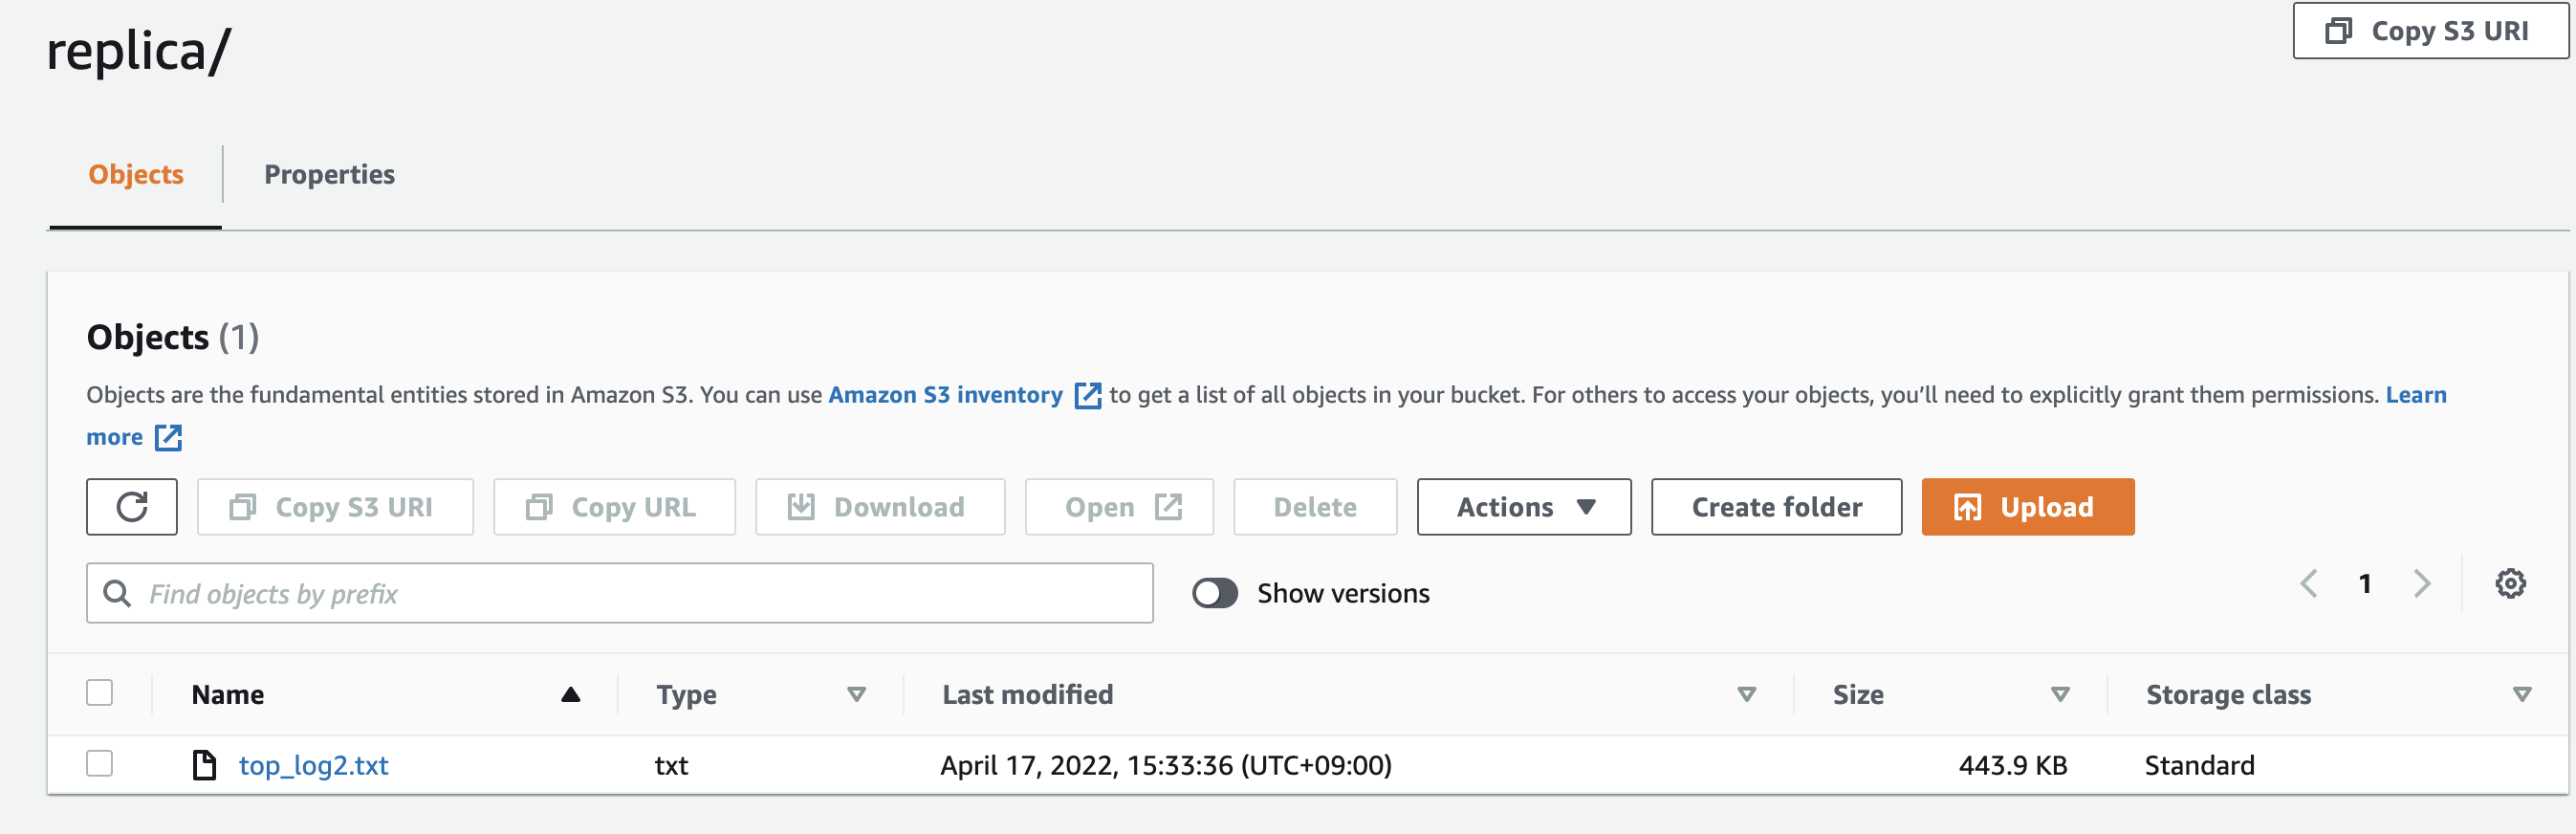 replica/
Copy S3 URI
Objects
Properties
Objects (1)
Objects are the fundamental entities stored in Amazon S3. You can use Amazon S3 inventory to get a list of all objects in your bucket. For others to access your objects, you’ll need to explicitly grant them permissions. Learn
more
Copy S3 URI Copy URL Download Open Delete Actions Create folder Upload
Find objects by prefix Show versions 1
Name Type Last modified Size Storage class
top_log2.txt txt April 17, 2022, 15:33:36 (UTC+09:00) 443.9 KB Standard